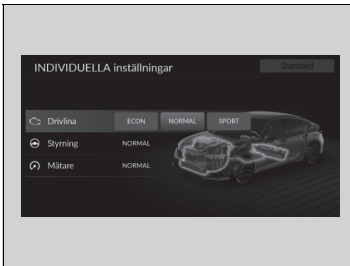 INDIVIDUELLA inställningar Standard
Drivlina ECON NORMAL SPORT
Styrning NORMAL
Mätare NORMAL